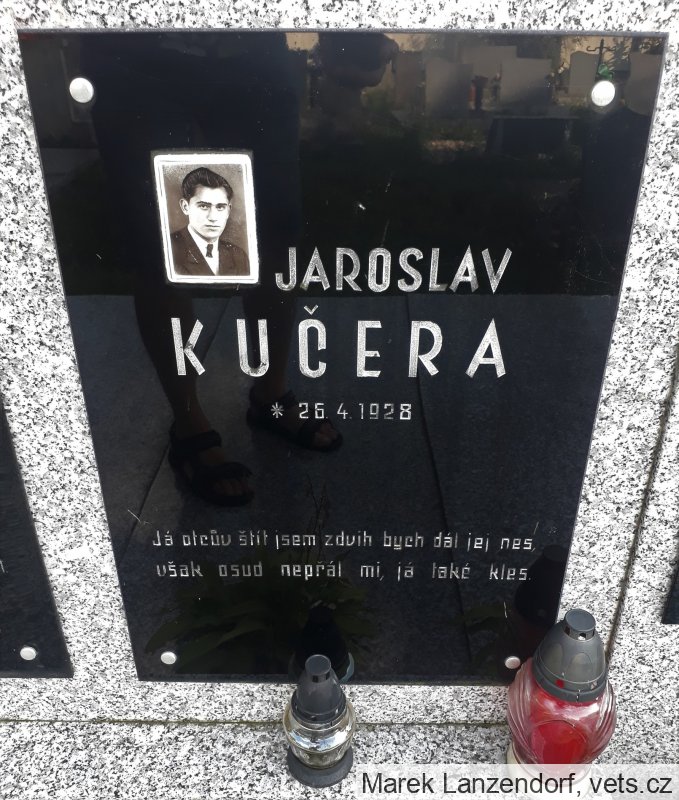 JAROSLAV
KUČERA
* 26.4.1928
Já otcův štít jsem zdvih bych dál jej nes,
však osud nepřál mi, já také kles.
Marek Lanzendorf, vets.cz